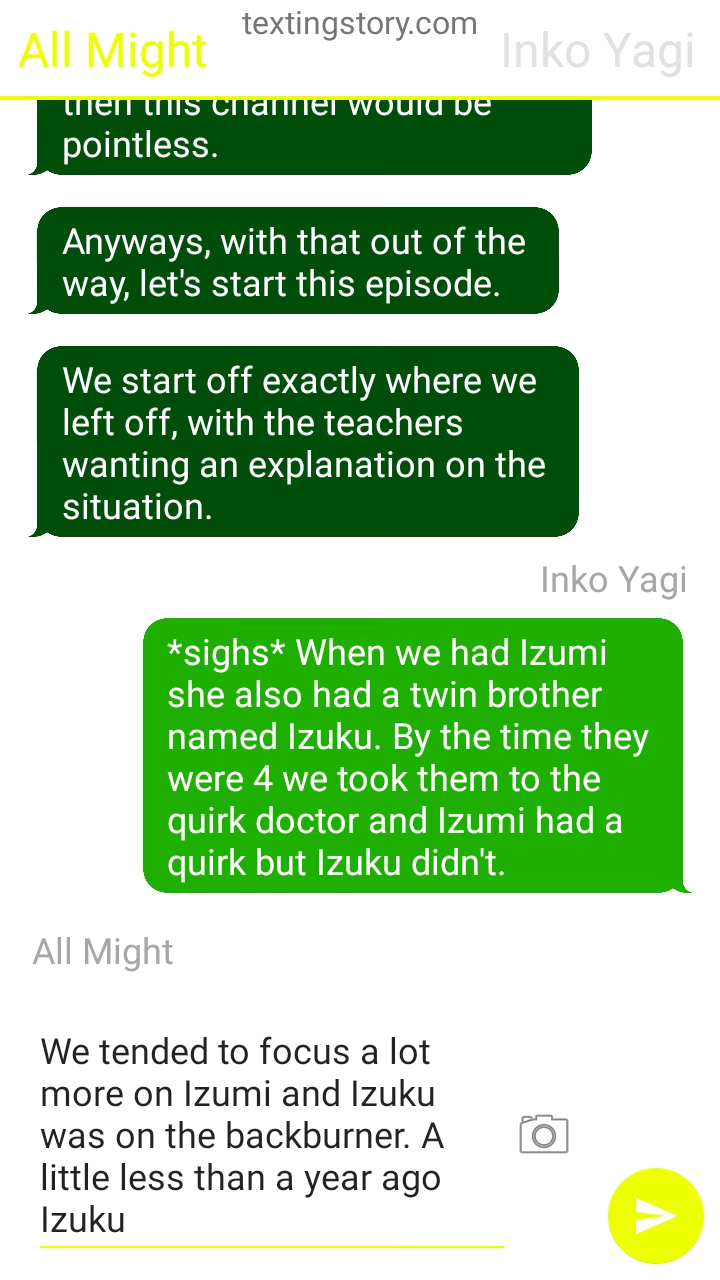 textingstory.com
All Might
Inko Yagi
then this channel would be
pointless.
Anyways, with that out of the
way, let's start this episode.
We start off exactly where we
left off, with the teachers
wanting an explanation on the
situation.
Inko Yagi
*sighs* When we had Izumi
she also had a twin brother
named Izuku. By the time they
were 4 we took them to the
quirk doctor and Izumi had a
quirk but Izuku didn't.
All Might
We tended to focus a lot
more on Izumi and Izuku
was on the backburner. A
little less than a year ago
Izuku